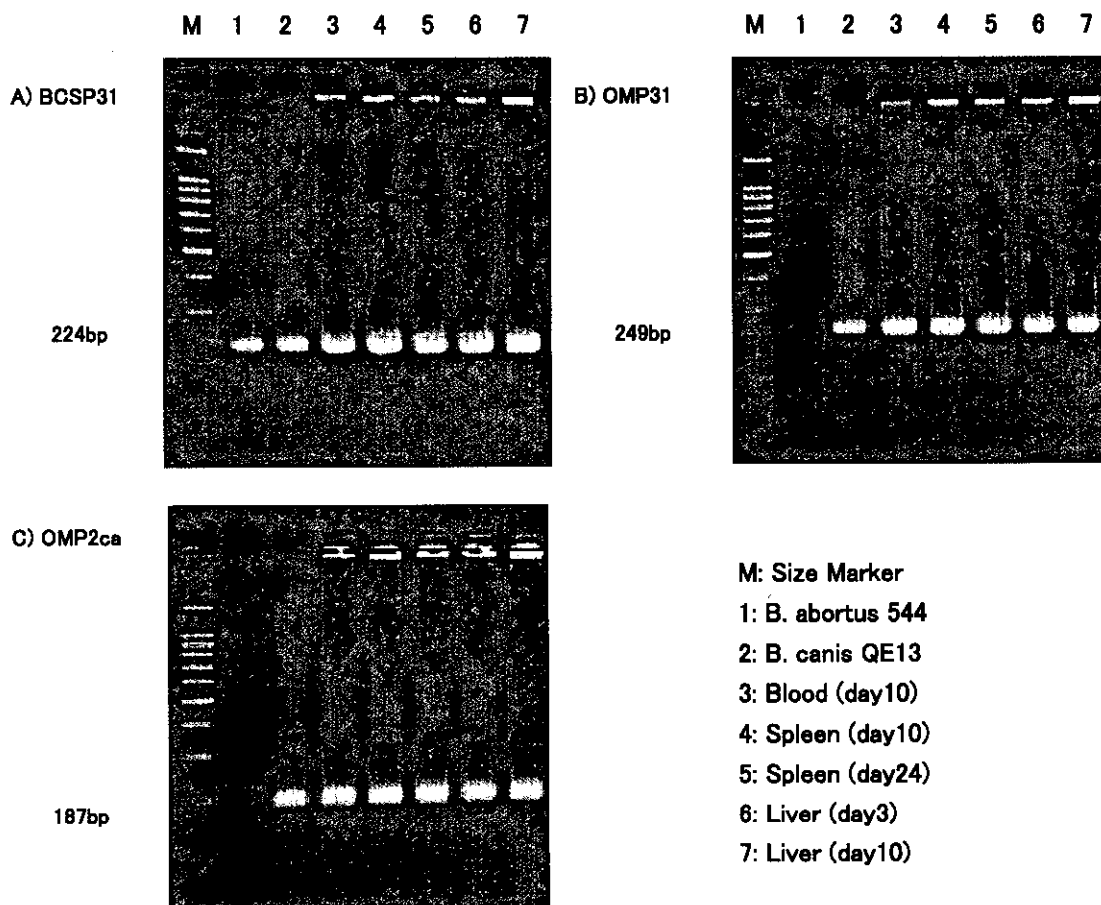 M 1 2 3 4 5 6 7
A) BCSP31
224bp
M 1 2 3 4 5 6 7
B) OMP31
249bp
C) OMP2ca
187bp
M: Size Marker
1: B. abortus 544
2: B. canis QE13
3: Blood (day10)
4: Spleen (day10)
5: Spleen (day24)
6: Liver (day3)
7: Liver (day10)